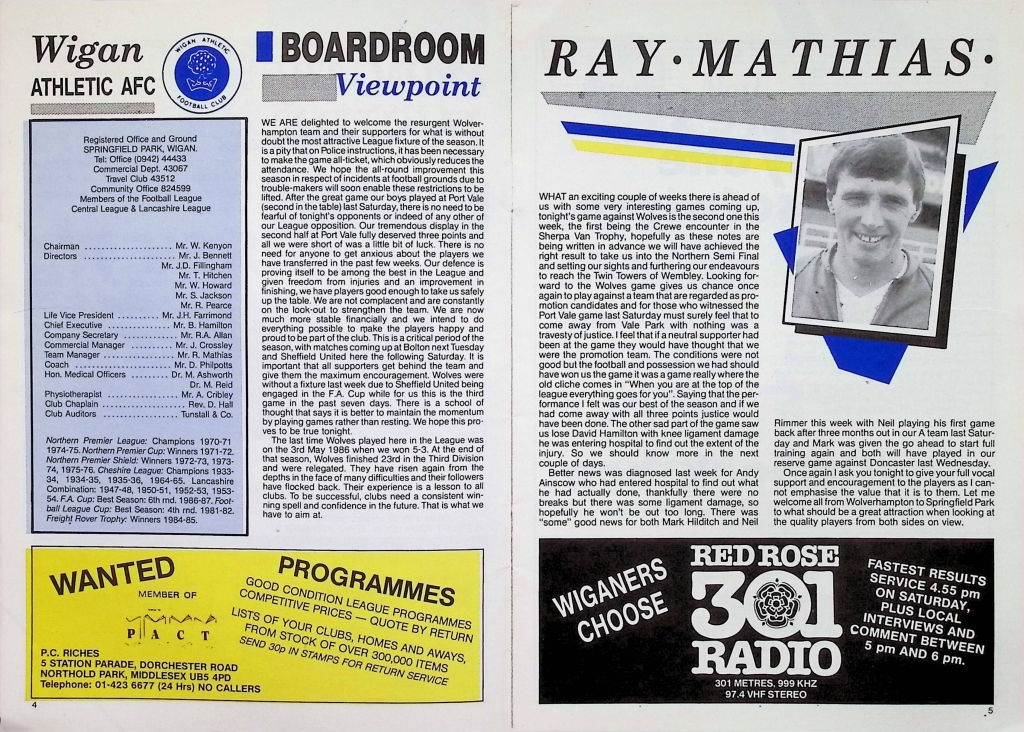 Wigan
ATHLETIC AFC
WIGAN ATHLETIC
FOOTBALL CLUB
Registered Office and Ground
SPRINGFIELD PARK, WIGAN.
Tel: Office (0942) 44433
Commercial Dept. 43067
Travel Club 43512
Community Office 824599
Members of the Football League
Central League & Lancashire League
Chairman ........................ Mr. W. Kenyon
Directors ........................ Mr. J. Bennett
Mr. J.D. Fillingham
Mr. T. Hitchen
Mr. W. Howard
Mr. S. Jackson
Mr. R. Pearce
Life Vice President ........ Mr. J.H. Farrimond
Chief Executive ............... Mr. B. Hamilton
Company Secretary .......... Mr. R.A. Allan
Commercial Manager ....... Mr. J. Crossley
Team Manager ................ Mr. R. Mathias
Coach ............................ Mr. D. Philpotts
Hon. Medical Officers ..... Dr. M. Ashworth
Dr. M. Reid
Physiotherapist ................ Mr. A. Cribley
Club Chaplain ..................... Rev. D. Hall
Club Auditors ................. Tunstall & Co.
Northern Premier League: Champions 1970-71
1974-75. Northern Premier Cup: Winners 1971-72.
Northern Premier Shield: Winners 1972-73, 1973-
74, 1975-76. Cheshire League: Champions 1933-
34, 1934-35, 1935-36, 1964-65. Lancashire
Combination: 1947-48, 1950-51, 1952-53, 1953-
54. F.A. Cup: Best Season: 6th rnd. 1986-87. Foot-
ball League Cup: Best Season: 4th rnd. 1981-82.
Freight Rover Trophy: Winners 1984-85.
BOARDROOM
Viewpoint
WE ARE delighted to welcome the resurgent Wolver-
hampton team and their supporters for what is without
doubt the most attractive League fixture of the season. It
is a pity that on Police instructions, it has been necessary
to make the game all-ticket, which obviously reduces the
attendance. We hope the all-round improvement this
season in respect of incidents at football grounds due to
trouble-makers will soon enable these restrictions to be
lifted. After the great game our boys played at Port Vale
(second in the table) last Saturday, there is no need to be
fearful of tonight's opponents or indeed of any other of
our League opposition. Our tremendous display in the
second half at Port Vale fully deserved three points and
all we were short of was a little bit of luck. There is no
need for anyone to get anxious about the players we
have transferred in the past few weeks. Our defence is
proving itself to be among the best in the League and
given freedom from injuries and an improvement in
finishing, we have players good enough to take us safely
up the table. We are not complacent and are constantly
on the look-out to strengthen the team. We are now
much more stable financially and we intend to do
everything possible to make the players happy and
proud to be part of the club. This is a critical period of the
season, with matches coming up at Bolton next Tuesday
and Sheffield United here the following Saturday. It is
important that all supporters get behind the team and
give them the maximum encouragement. Wolves were
without a fixture last week due to Sheffield United being
engaged in the F.A. Cup while for us this is the third
game in the past seven days. There is a school of
thought that says it is better to maintain the momentum
by playing games rather than resting. We hope this pro-
ves to be true tonight.
The last time Wolves played here in the League was
on the 3rd May 1986 when we won 5-3. At the end of
that season, Wolves finished 23rd in the Third Division
and were relegated. They have risen again from the
depths in the face of many difficulties and their followers
have flocked back. Their experience is a lesson to all
clubs. To be successful, clubs need a consistent win-
ning spell and confidence in the future. That is what we
have to aim at.
WANTED
MEMBER OF
PACT
P.C. RICHES
5 STATION PARADE, DORCHESTER ROAD
NORTHOLD PARK, MIDDLESEX UB5 4PD
Telephone: 01-423 6677 (24 Hrs) NO CALLERS
PROGRAMMES
GOOD CONDITION LEAGUE PROGRAMMES
COMPETITIVE PRICES — QUOTE BY RETURN
LISTS OF YOUR CLUBS, HOMES AND AWAYS,
FROM STOCK OF OVER 300,000 ITEMS
SEND 30p IN STAMPS FOR RETURN SERVICE
4
RAY·MATHIAS·
WHAT an exciting couple of weeks there is ahead of
us with some very interesting games coming up,
tonight's game against Wolves is the second one this
week, the first being the Crewe encounter in the
Sherpa Van Trophy, hopefully as these notes are
being written in advance we will have achieved the
right result to take us into the Northern Semi Final
and setting our sights and furthering our endeavours
to reach the Twin Towers of Wembley. Looking for-
ward to the Wolves game gives us chance once
again to play against a team that are regarded as pro-
motion candidates and for those who witnessed the
Port Vale game last Saturday must surely feel that to
come away from Vale Park with nothing was a
travesty of justice. I feel that if a neutral supporter had
been at the game they would have thought that we
were the promotion team. The conditions were not
good but the football and possession we had should
have won us the game it was a game really where the
old cliche comes in "When you are at the top of the
league everything goes for you". Saying that the per-
formance I felt was our best of the season and if we
had come away with all three points justice would
have been done. The other sad part of the game saw
us lose David Hamilton with knee ligament damage
he was entering hospital to find out the extent of the
injury. So we should know more in the next
couple of days.
Better news was diagnosed last week for Andy
Ainscow who had entered hospital to find out what
he had actually done, thankfully there were no
breaks but there was some ligament damage, so
hopefully he won't be out too long. There was
"some" good news for both Mark Hilditch and Neil
Rimmer this week with Neil playing his first game
back after three months out in our A team last Satur-
day and Mark was given the go ahead to start full
training again and both will have played in our
reserve game against Doncaster last Wednesday.
Once again I ask you tonight to give your full vocal
support and encouragement to the players as I can-
not emphasise the value that it is to them. Let me
welcome all from Wolverhampton to Springfield Park
to what should be a great attraction when looking at
the quality players from both sides on view.
WIGANERS
CHOOSE
RED ROSE
301
RADIO
301 METRES. 999 KHZ
97.4 VHF STEREO
FASTEST RESULTS
SERVICE 4.55 pm
ON SATURDAY,
PLUS LOCAL
INTERVIEWS AND
COMMENT BETWEEN
5 pm AND 6 pm.
5